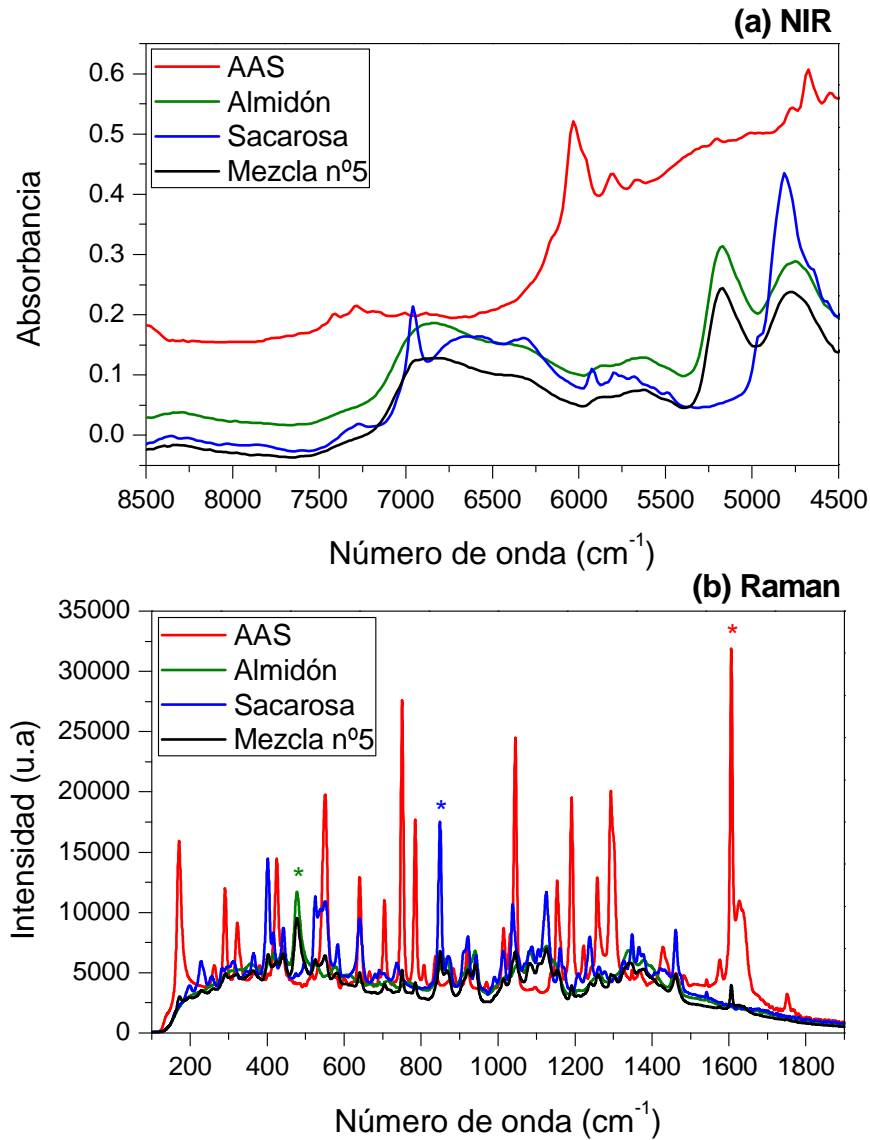 (a) NIR
AAS
Almidón
Sacarosa
Mezcla nº5
Absorbancia
0.6
0.5
0.4
0.3
0.2
0.1
0.0
8500 8000 7500 7000 6500 6000 5500 5000 4500
Número de onda (cm⁻¹)
(b) Raman
AAS
Almidón
Sacarosa
Mezcla nº5
*
*
*
Intensidad (u.a)
35000
30000
25000
20000
15000
10000
5000
0
200 400 600 800 1000 1200 1400 1600 1800
Número de onda (cm⁻¹)